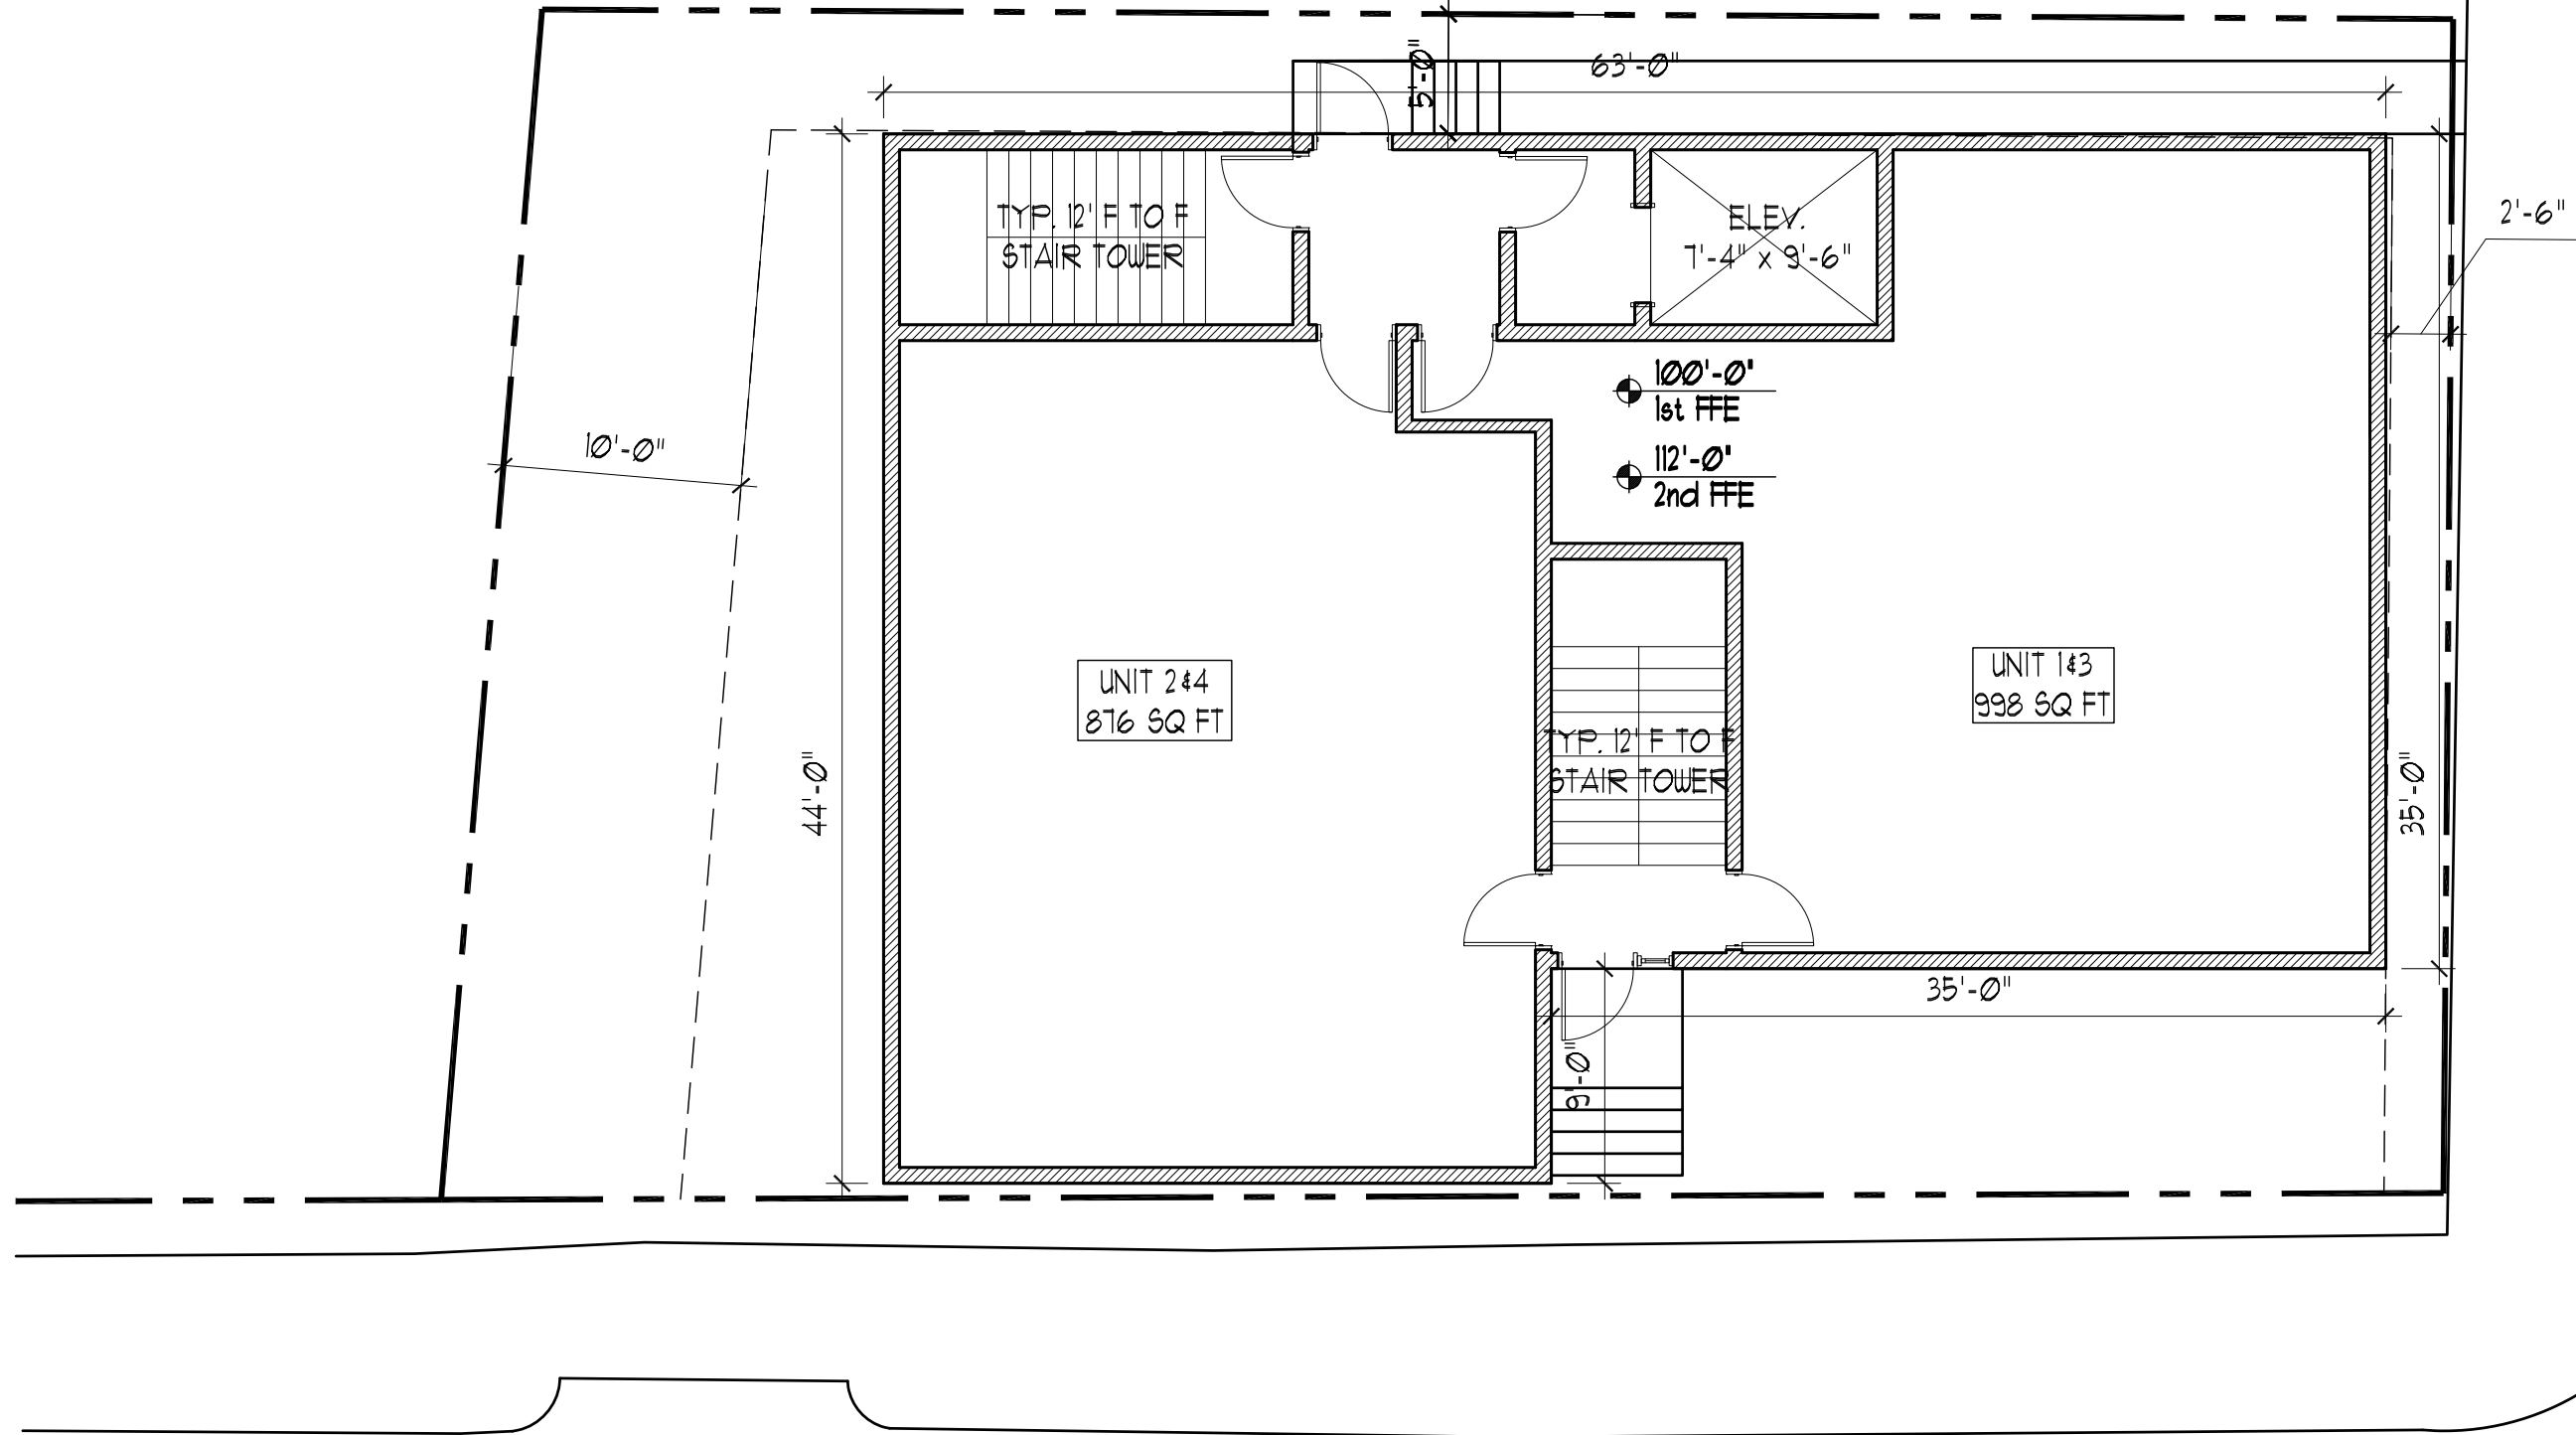 5'-0"
63'-0"
TYP. 12' F TO F
STAIR TOWER
ELEV.
7'-4" x 9'-6"
2'-6"
100'-0"
1st FFE
112'-0"
2nd FFE
10'-0"
UNIT 2&4
876 SQ FT
UNIT 1&3
998 SQ FT
TYP. 12' F TO F
STAIR TOWER
44'-0"
35'-0"
35'-0"
9'-0"